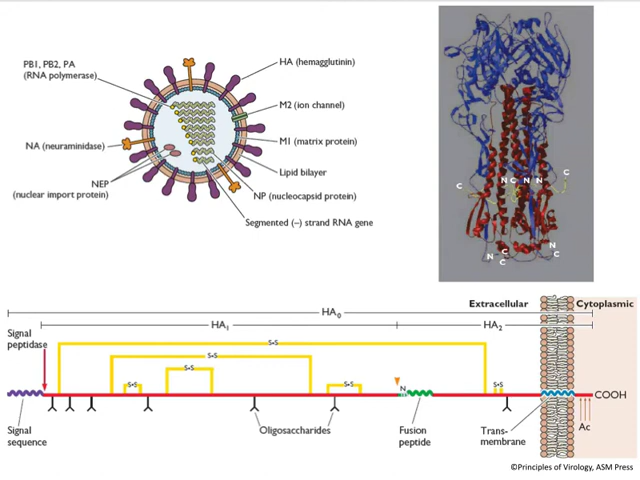 PB1, PB2, PA
(RNA polymerase)
HA (hemagglutinin)
M2 (ion channel)
NA (neuraminidase)
M1 (matrix protein)
Lipid bilayer
NEP
(nuclear import protein)
NP (nucleocapsid protein)
Segmented (–) strand RNA gene
C
N C N N
C
N
C
C
N
C
Extracellular
Cytoplasmic
HA0
HA1
HA2
Signal
peptidase
S-S
S-S
S-S
S-S
S-S
S-S
N
COOH
Signal
sequence
Oligosaccharides
Fusion
peptide
Trans-
membrane
Ac
©Principles of Virology, ASM Press